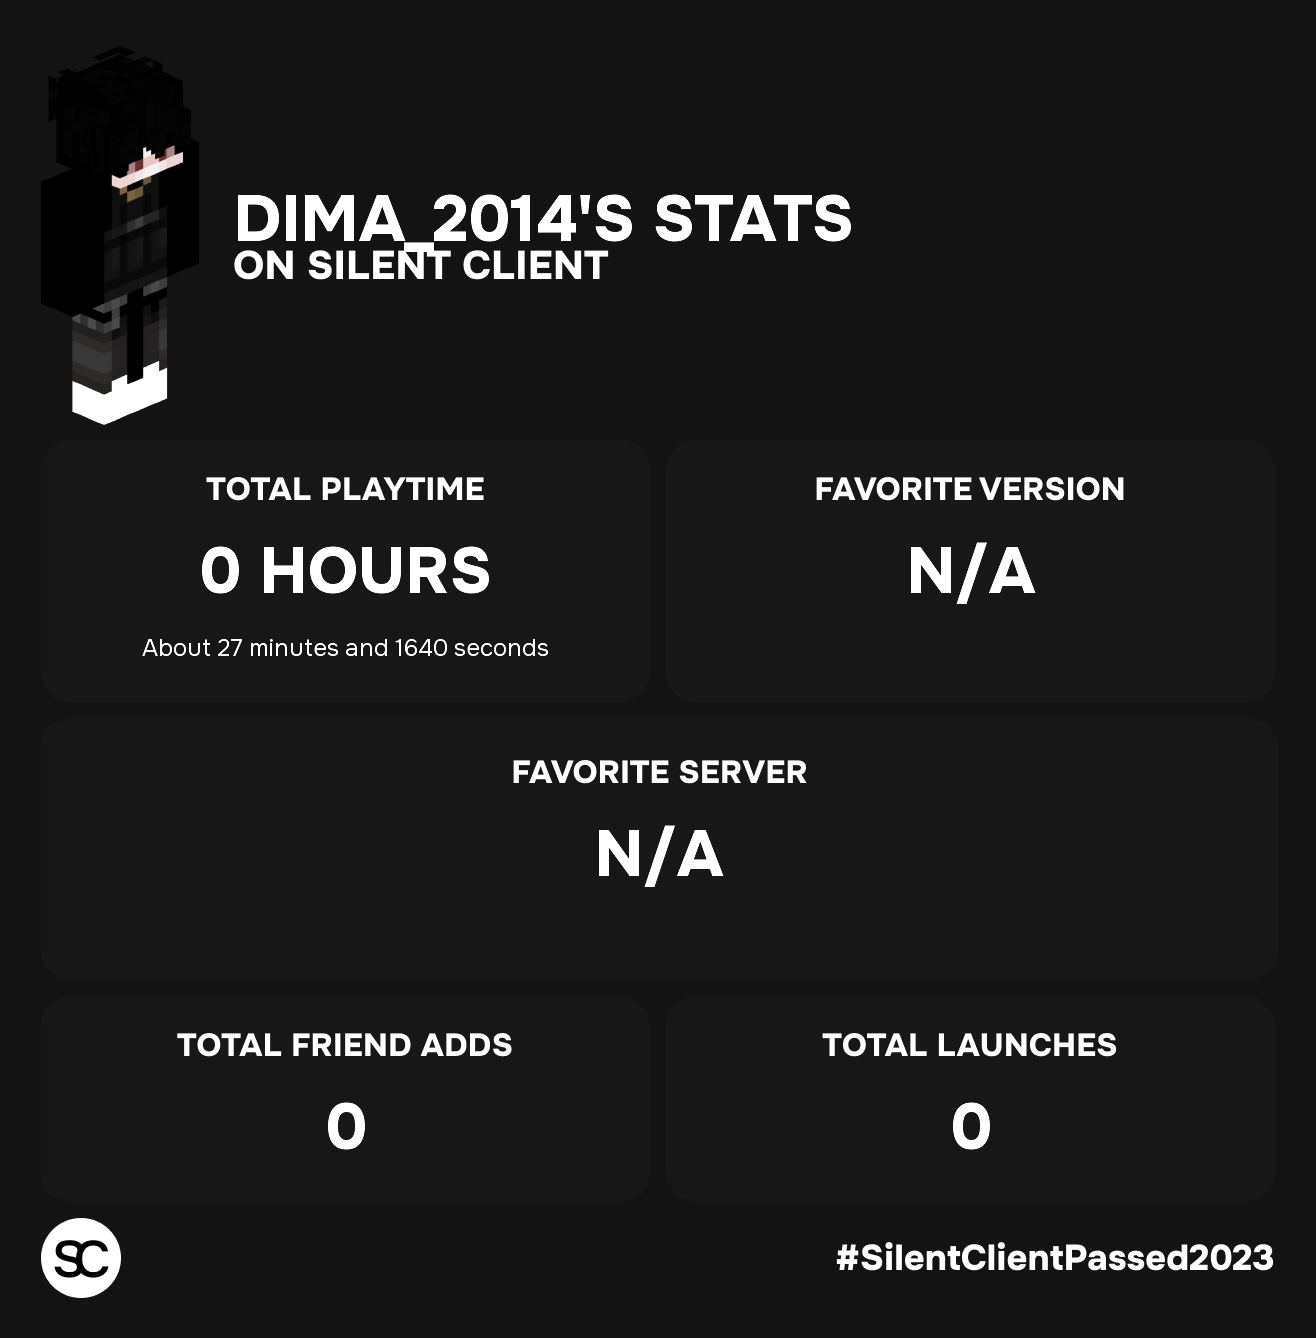 DIMA_2014'S STATS
ON SILENT CLIENT
TOTAL PLAYTIME
0 HOURS
About 27 minutes and 1640 seconds
FAVORITE VERSION
N/A
FAVORITE SERVER
N/A
TOTAL FRIEND ADDS
0
TOTAL LAUNCHES
0
SC
#SilentClientPassed2023